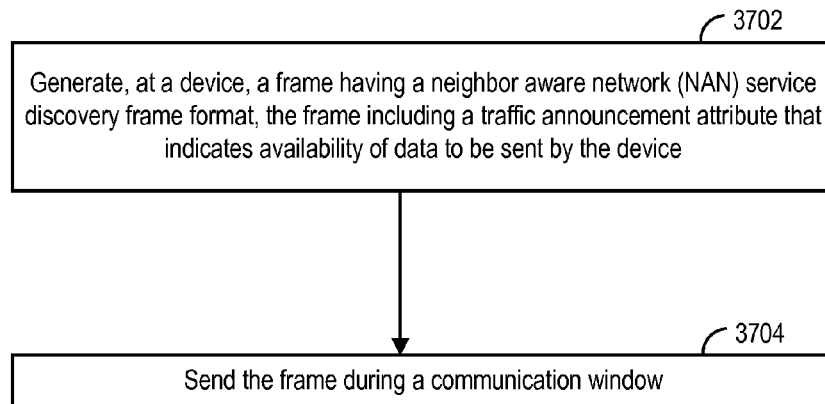 3702
Generate, at a device, a frame having a neighbor aware network (NAN) service
discovery frame format, the frame including a traffic announcement attribute that
indicates availability of data to be sent by the device
3704
Send the frame during a communication window